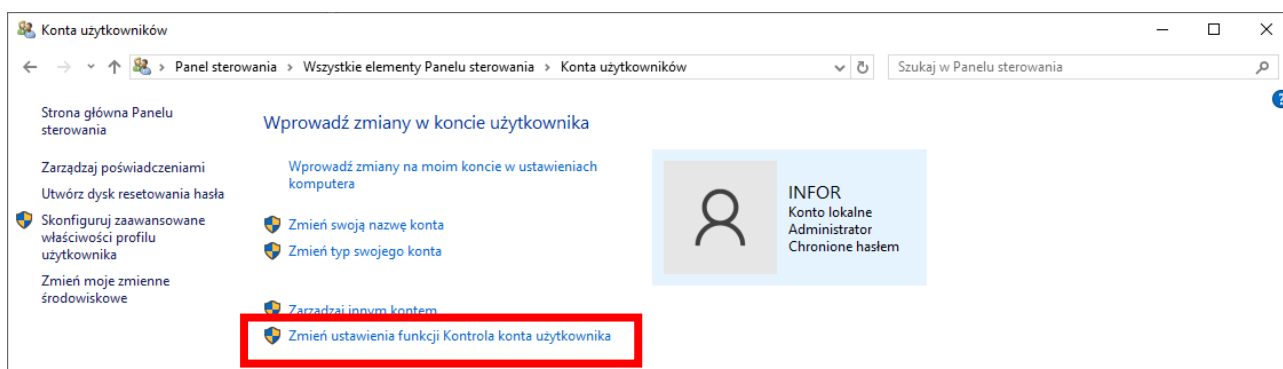 Konta użytkowników
Panel sterowania > Wszystkie elementy Panelu sterowania > Konta użytkowników
Szukaj w Panelu sterowania
Strona główna Panelu
sterowania
Zarządzaj poświadczeniami
Utwórz dysk resetowania hasła
Skonfiguruj zaawansowane
właściwości profilu
użytkownika
Zmień moje zmienne
środowiskowe
Wprowadź zmiany w koncie użytkownika
Wprowadź zmiany na moim koncie w ustawieniach
komputera
Zmień swoją nazwę konta
Zmień typ swojego konta
Zarządzaj innym kontem
Zmień ustawienia funkcji Kontrola konta użytkownika
INFOR
Konto lokalne
Administrator
Chronione hasłem
?